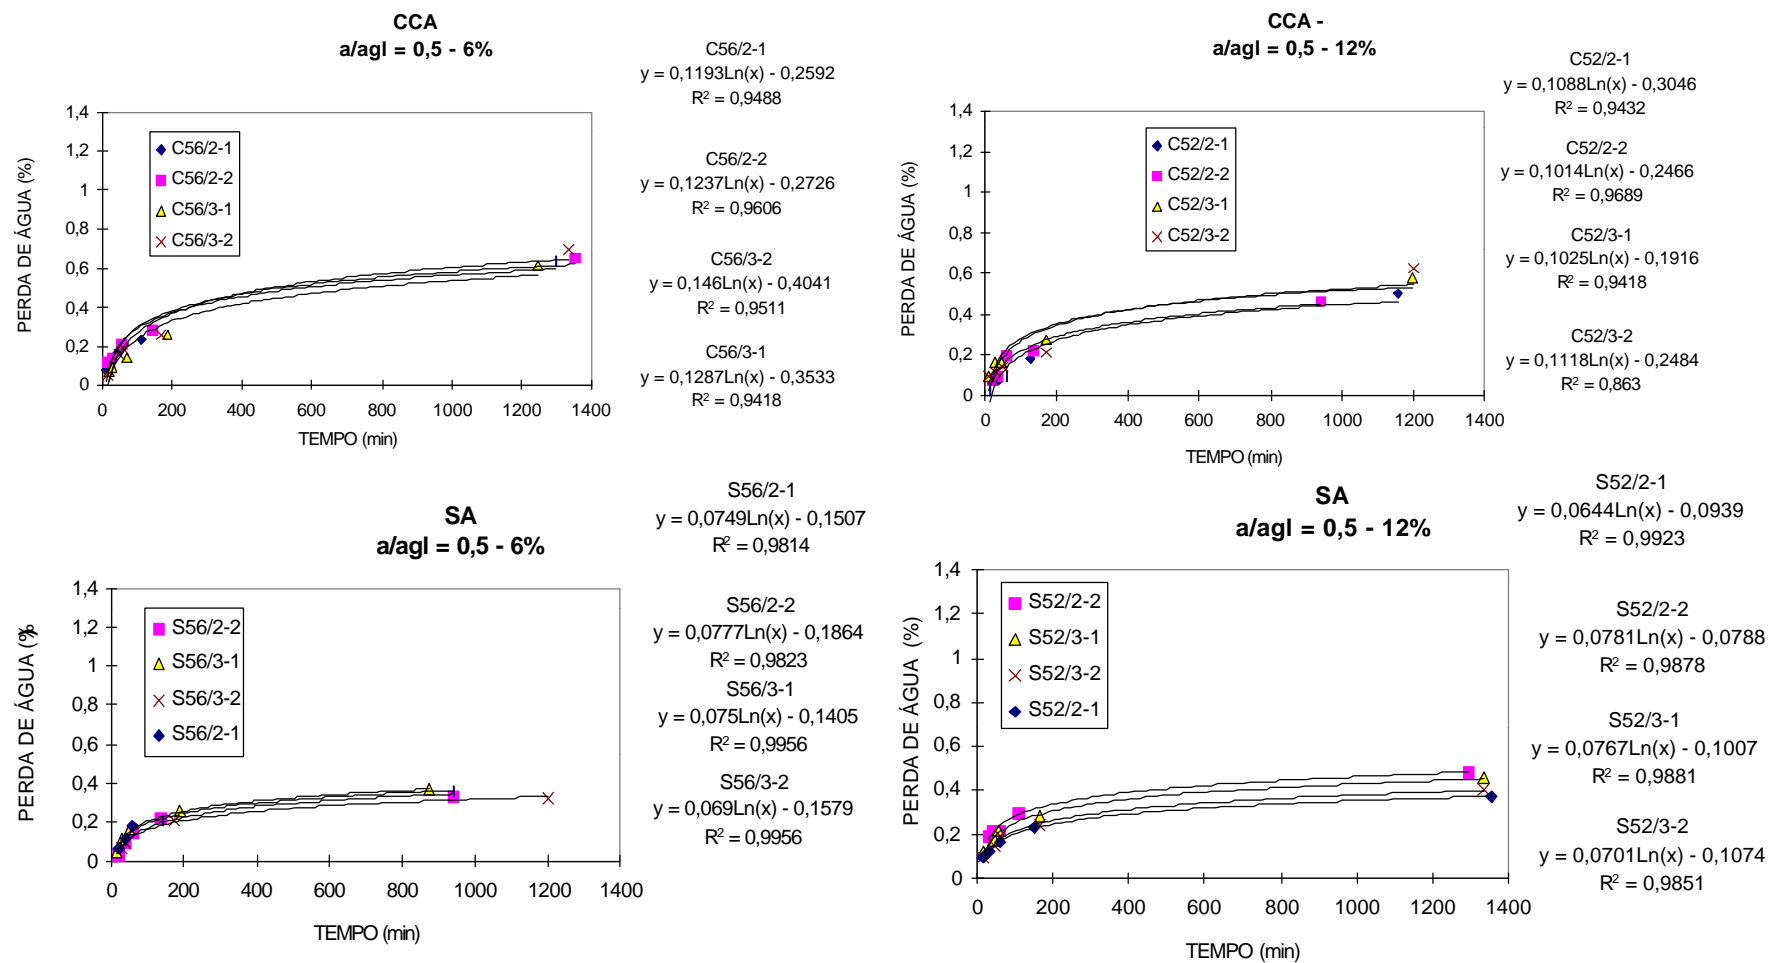 CCA
a/agl = 0,5 - 6%
C56/2-1
y = 0,1193Ln(x) - 0,2592
R² = 0,9488
C56/2-2
y = 0,1237Ln(x) - 0,2726
R² = 0,9606
C56/3-2
y = 0,146Ln(x) - 0,4041
R² = 0,9511
C56/3-1
y = 0,1287Ln(x) - 0,3533
R² = 0,9418
PERDA DE ÁGUA (%)
1,4
1,2
1
0,8
0,6
0,4
0,2
0
C56/2-1
C56/2-2
C56/3-1
C56/3-2
0 200 400 600 800 1000 1200 1400
TEMPO (min)
CCA -
a/agl = 0,5 - 12%
C52/2-1
y = 0,1088Ln(x) - 0,3046
R² = 0,9432
C52/2-2
y = 0,1014Ln(x) - 0,2466
R² = 0,9689
C52/3-1
y = 0,1025Ln(x) - 0,1916
R² = 0,9418
C52/3-2
y = 0,1118Ln(x) - 0,2484
R² = 0,863
PERDA DE ÁGUA (%)
1,4
1,2
1
0,8
0,6
0,4
0,2
0
C52/2-1
C52/2-2
C52/3-1
C52/3-2
0 200 400 600 800 1000 1200 1400
TEMPO (min)
SA
a/agl = 0,5 - 6%
S56/2-1
y = 0,0749Ln(x) - 0,1507
R² = 0,9814
S56/2-2
y = 0,0777Ln(x) - 0,1864
R² = 0,9823
S56/3-1
y = 0,075Ln(x) - 0,1405
R² = 0,9956
S56/3-2
y = 0,069Ln(x) - 0,1579
R² = 0,9956
PERDA DE ÁGUA (%
1,4
1,2
1
0,8
0,6
0,4
0,2
0
S56/2-2
S56/3-1
S56/3-2
S56/2-1
0 200 400 600 800 1000 1200 1400
TEMPO (min)
SA
a/agl = 0,5 - 12%
S52/2-1
y = 0,0644Ln(x) - 0,0939
R² = 0,9923
S52/2-2
y = 0,0781Ln(x) - 0,0788
R² = 0,9878
S52/3-1
y = 0,0767Ln(x) - 0,1007
R² = 0,9881
S52/3-2
y = 0,0701Ln(x) - 0,1074
R² = 0,9851
PERDA DE ÁGUA (%)
1,4
1,2
1
0,8
0,6
0,4
0,2
0
S52/2-2
S52/3-1
S52/3-2
S52/2-1
0 200 400 600 800 1000 1200 1400
TEMPO (min)